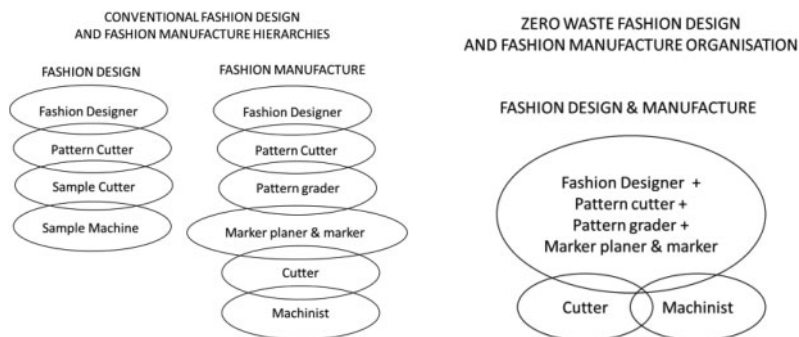 CONVENTIONAL FASHION DESIGN
AND FASHION MANUFACTURE HIERARCHIES
FASHION DESIGN
Fashion Designer
Pattern Cutter
Sample Cutter
Sample Machine
FASHION MANUFACTURE
Fashion Designer
Pattern Cutter
Pattern grader
Marker planer & marker
Cutter
Machinist
ZERO WASTE FASHION DESIGN
AND FASHION MANUFACTURE ORGANISATION
FASHION DESIGN & MANUFACTURE
Fashion Designer +
Pattern cutter +
Pattern grader +
Marker planer & marker
Cutter
Machinist